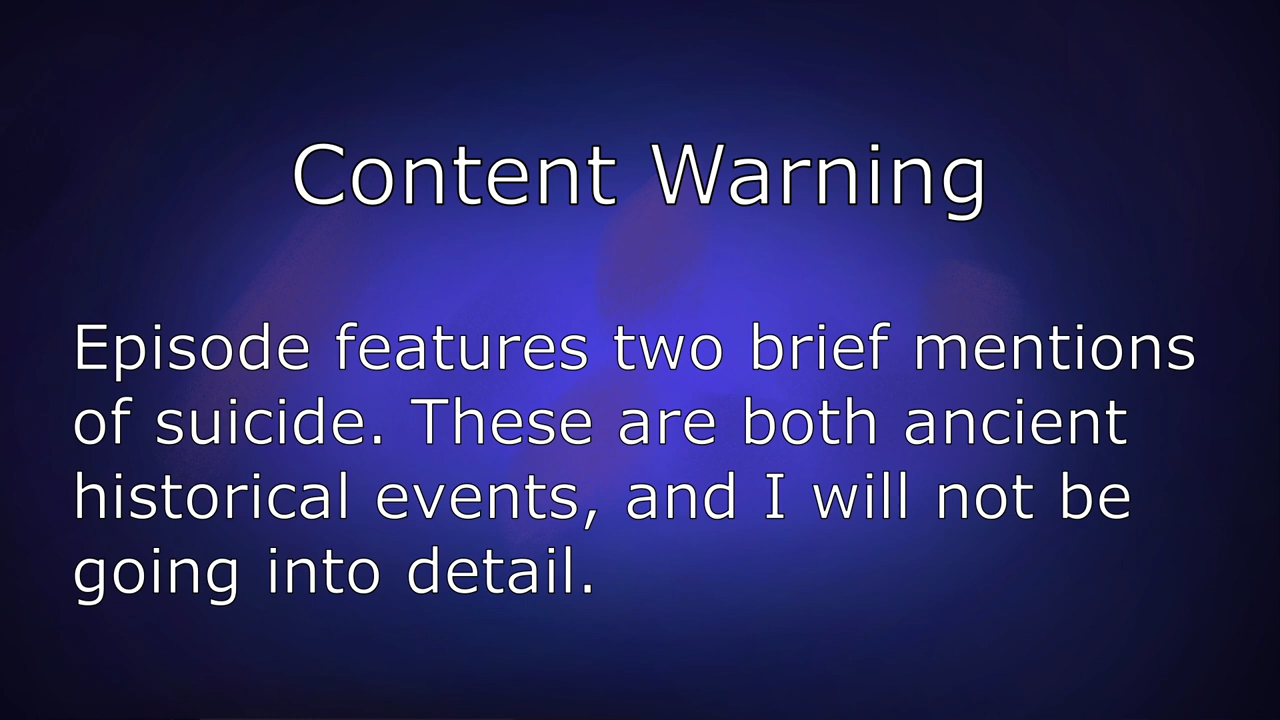 Content Warning
Episode features two brief mentions
of suicide. These are both ancient
historical events, and I will not be
going into detail.